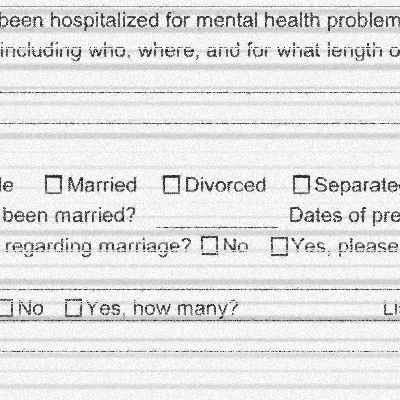 been hospitalized for mental health problem
including who, where, and for what length o
le ☐ Married ☐ Divorced ☐ Separate
been married? ____________ Dates of pre
regarding marriage? ☐ No ☐ Yes, please
☐ No ☐ Yes, how many? Li